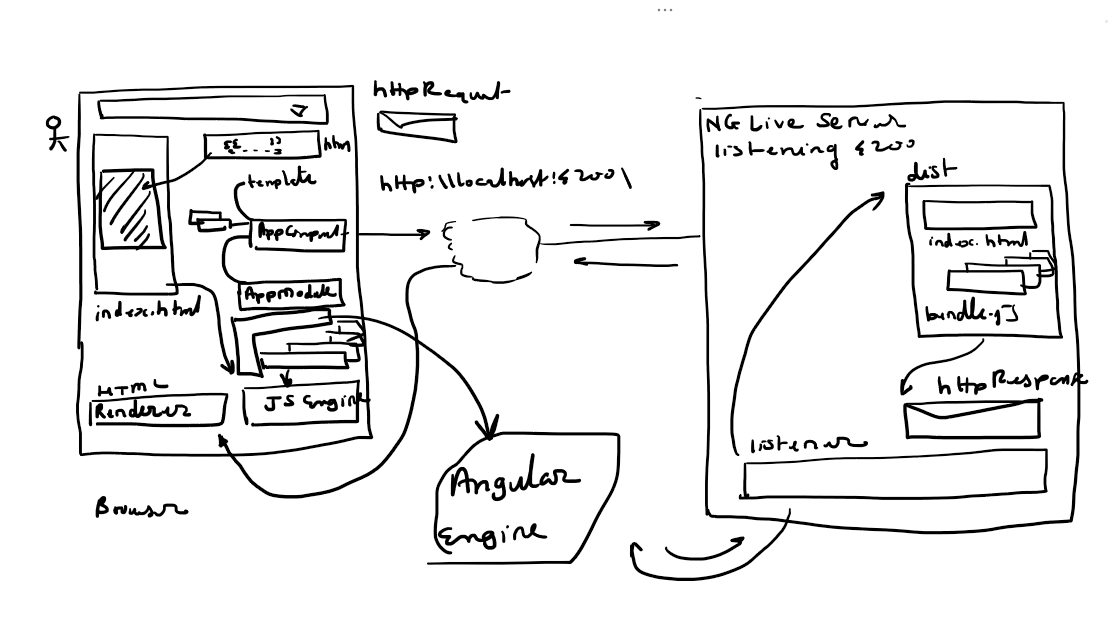 httpRequest
http:\\localhost:4200\
{{....}}
htm
template
AppComponent
AppModule
index.html
HTML
Renderer
JS Engine
Browser
Angular
Engine
NG Live Server
listening 4200
dist
index.html
bundle.js
httpResponse
listener